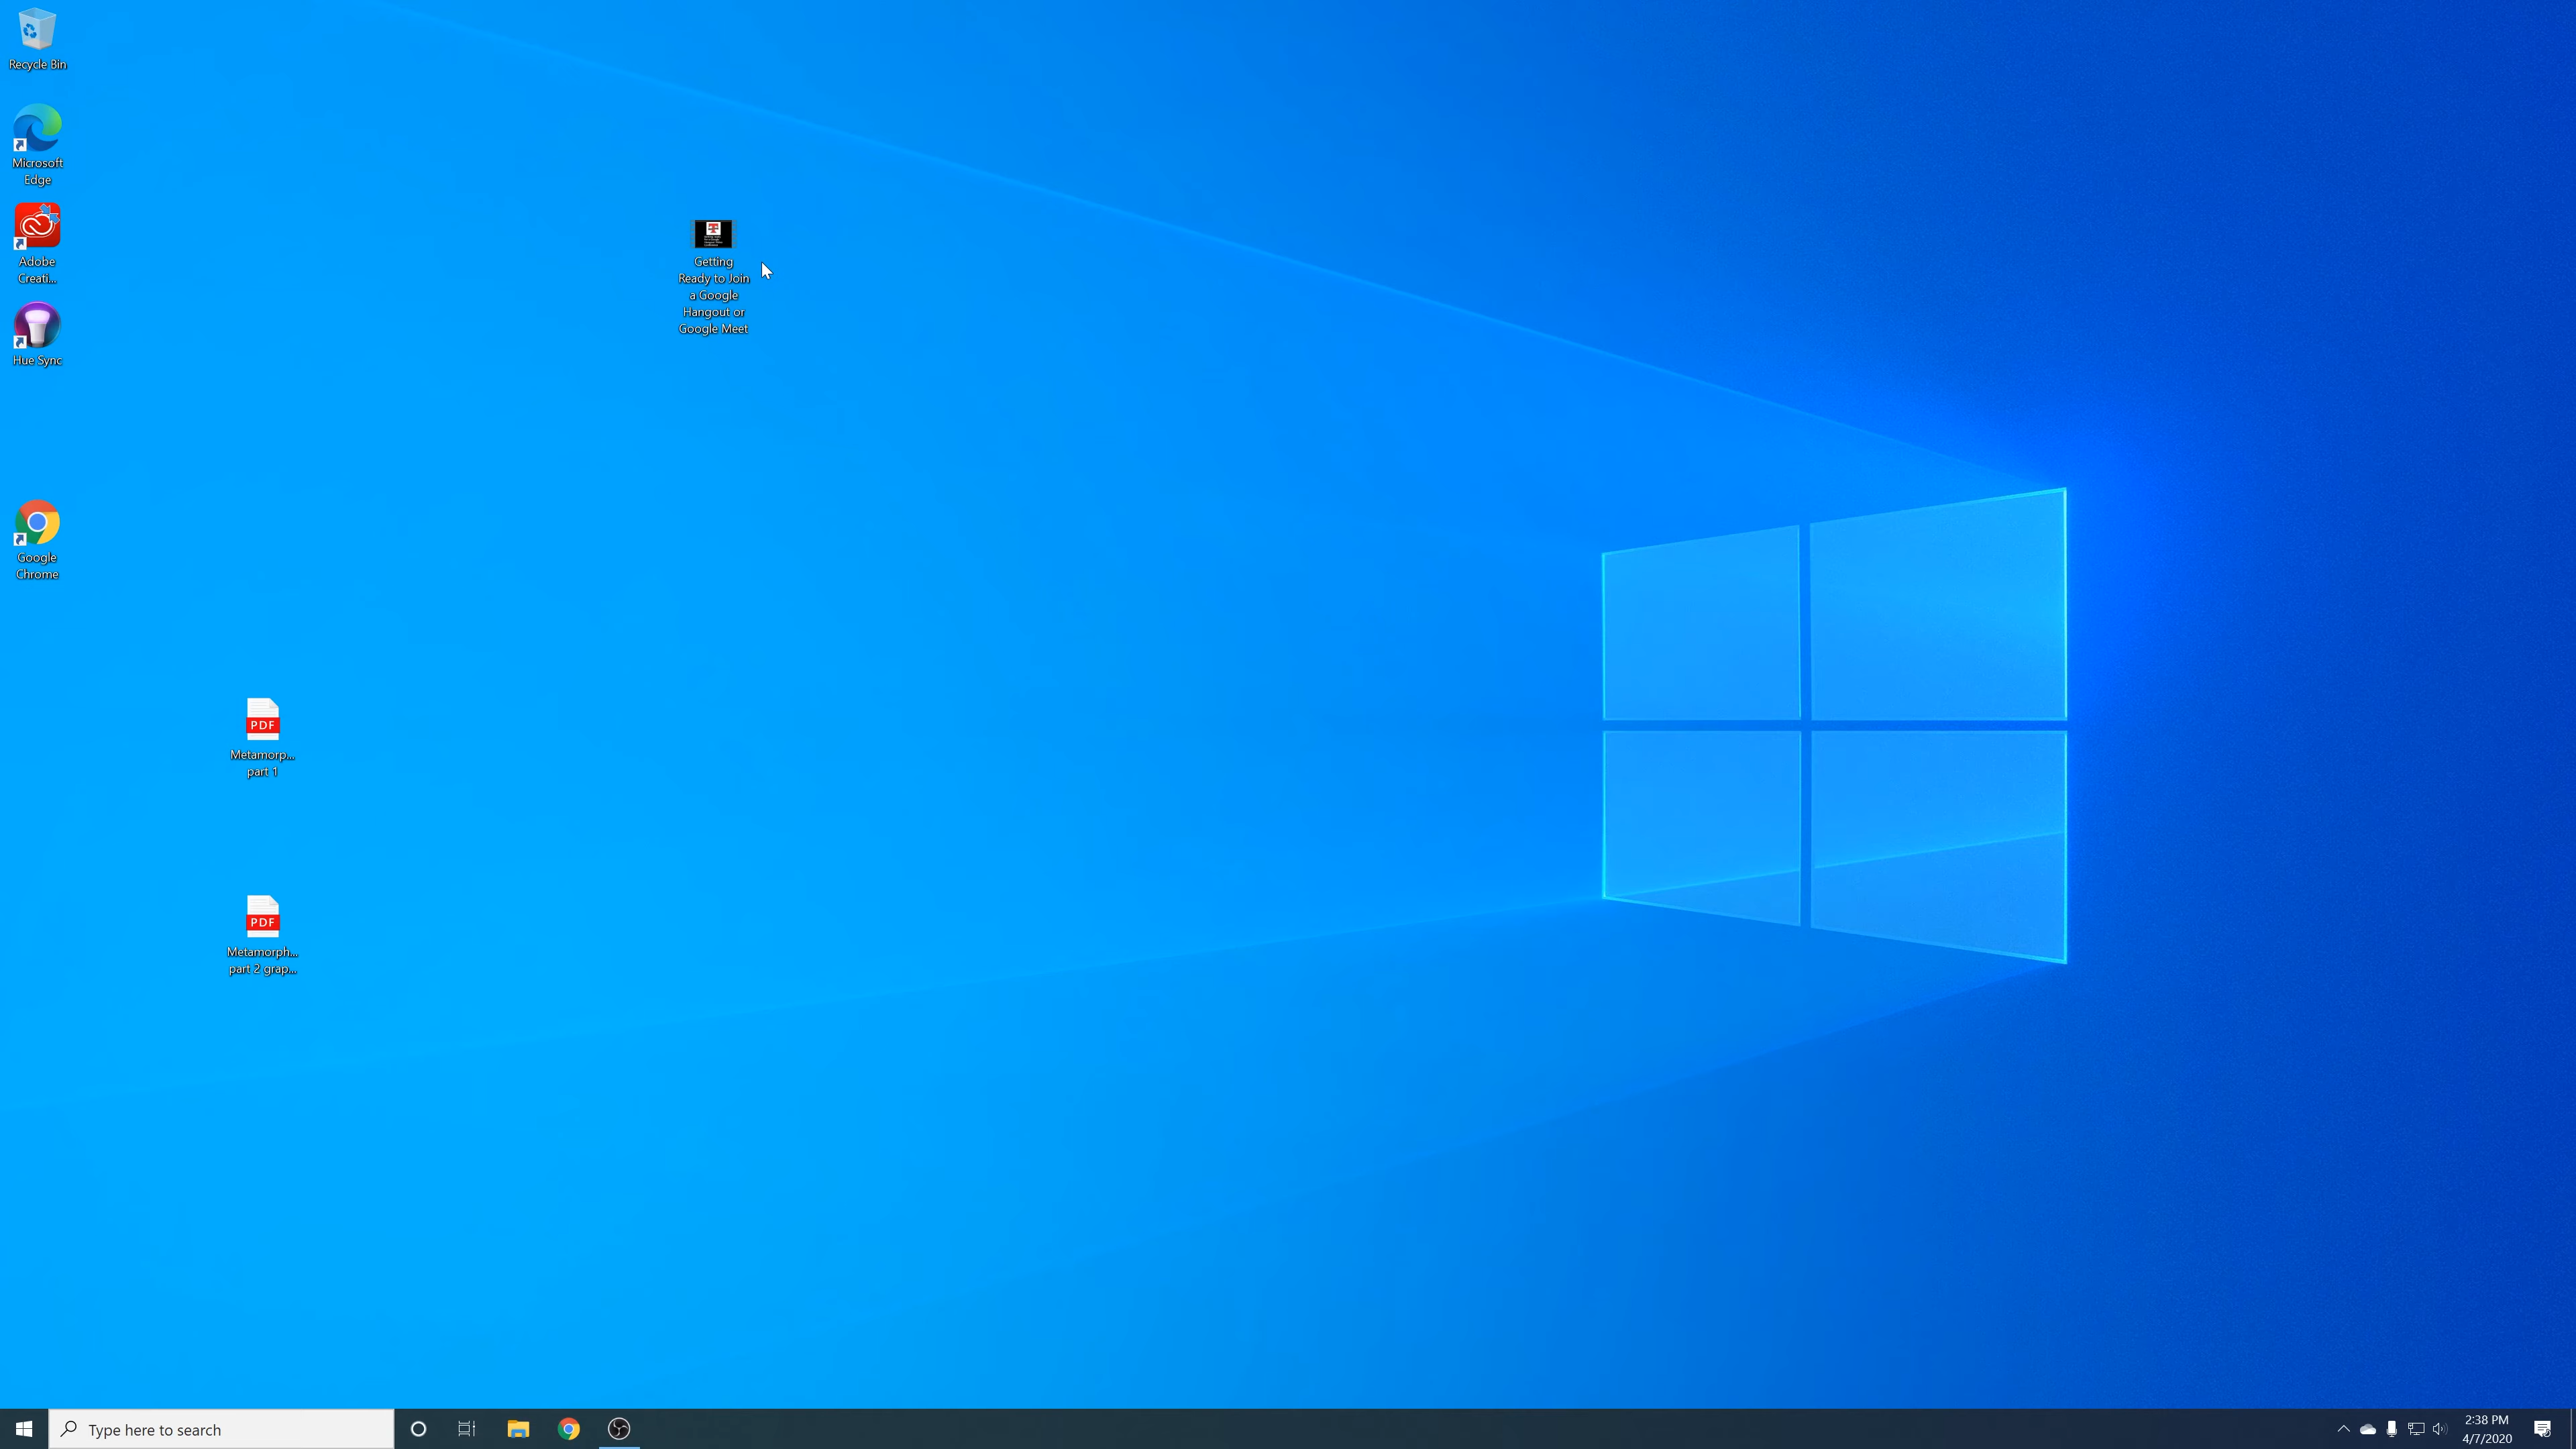 Recycle Bin
Microsoft
Edge
Adobe
Creati...
Hue Sync
Google
Chrome
Getting
Ready to Join
a Google
Hangout or
Google Meet
PDF
Metamorp...
part 1
PDF
Metamorph...
part 2 grap...
Type here to search
2:38 PM
4/7/2020